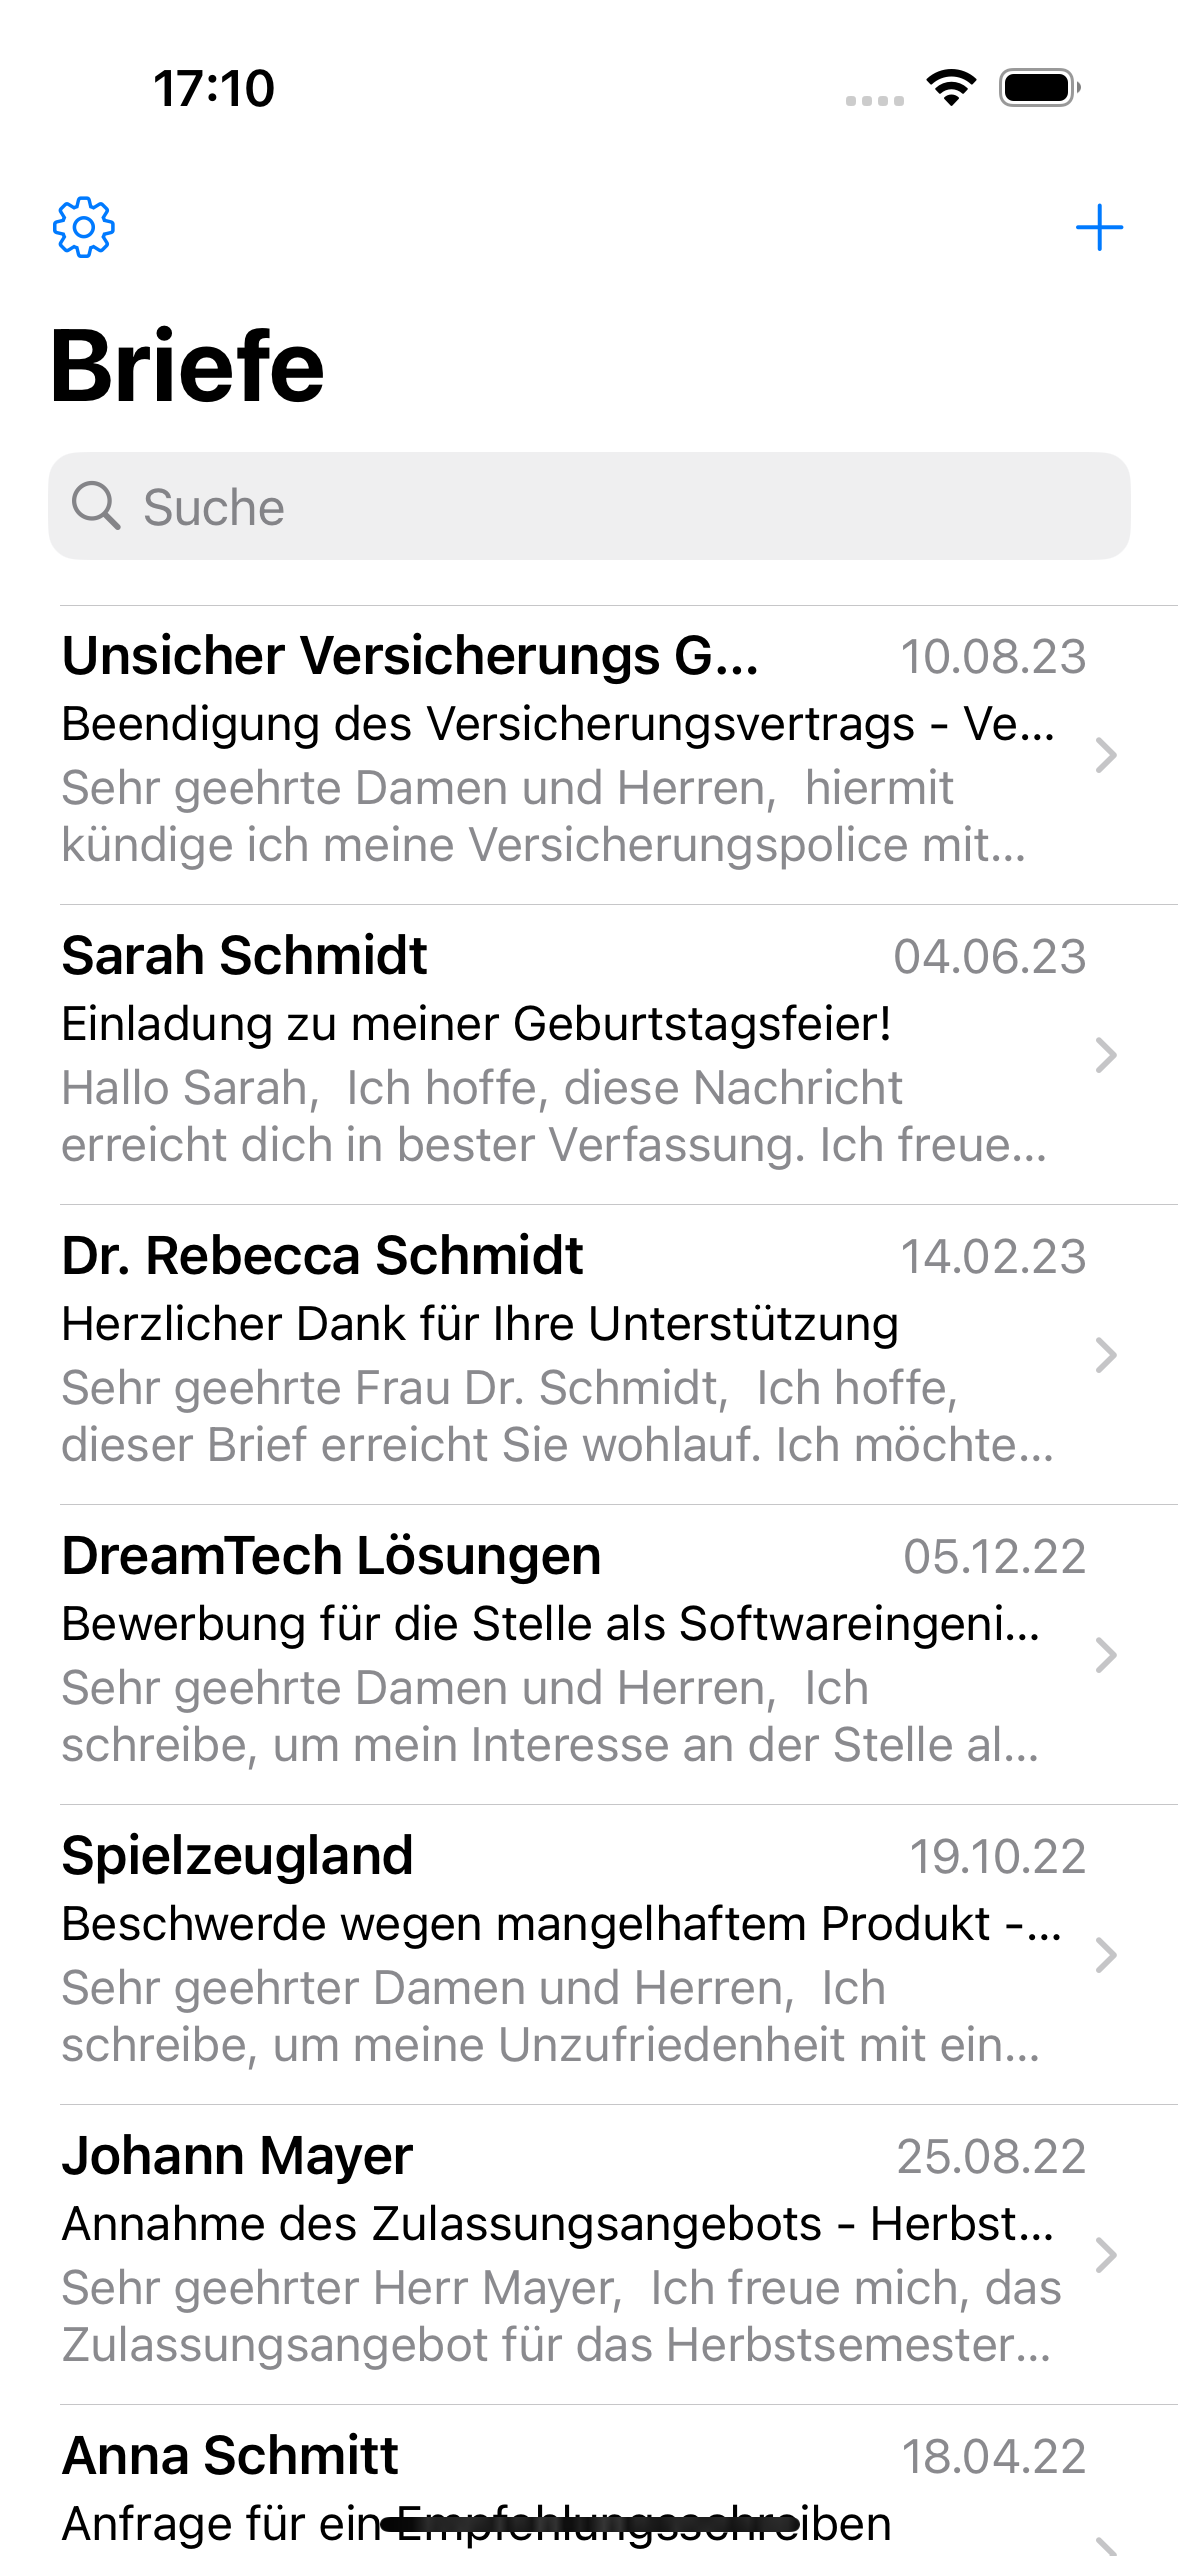 17:10
Briefe
Suche
Unsicher Versicherungs G... 10.08.23
Beendigung des Versicherungsvertrags - Ve...
Sehr geehrte Damen und Herren,  hiermit
kündige ich meine Versicherungspolice mit...
Sarah Schmidt 04.06.23
Einladung zu meiner Geburtstagsfeier!
Hallo Sarah,  Ich hoffe, diese Nachricht
erreicht dich in bester Verfassung. Ich freue...
Dr. Rebecca Schmidt 14.02.23
Herzlicher Dank für Ihre Unterstützung
Sehr geehrte Frau Dr. Schmidt,  Ich hoffe,
dieser Brief erreicht Sie wohlauf. Ich möchte...
DreamTech Lösungen 05.12.22
Bewerbung für die Stelle als Softwareingeni...
Sehr geehrte Damen und Herren,  Ich
schreibe, um mein Interesse an der Stelle al...
Spielzeugland 19.10.22
Beschwerde wegen mangelhaftem Produkt -...
Sehr geehrter Damen und Herren,  Ich
schreibe, um meine Unzufriedenheit mit ein...
Johann Mayer 25.08.22
Annahme des Zulassungsangebots - Herbst...
Sehr geehrter Herr Mayer,  Ich freue mich, das
Zulassungsangebot für das Herbstsemester...
Anna Schmitt 18.04.22
Anfrage für ein Empfehlungsschreiben